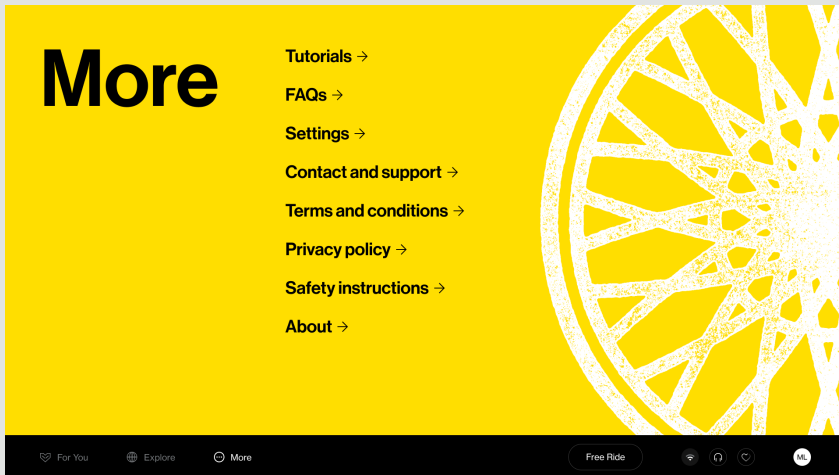 More
Tutorials →
FAQs →
Settings →
Contact and support →
Terms and conditions →
Privacy policy →
Safety instructions →
About →
For You
Explore
More
Free Ride
ML